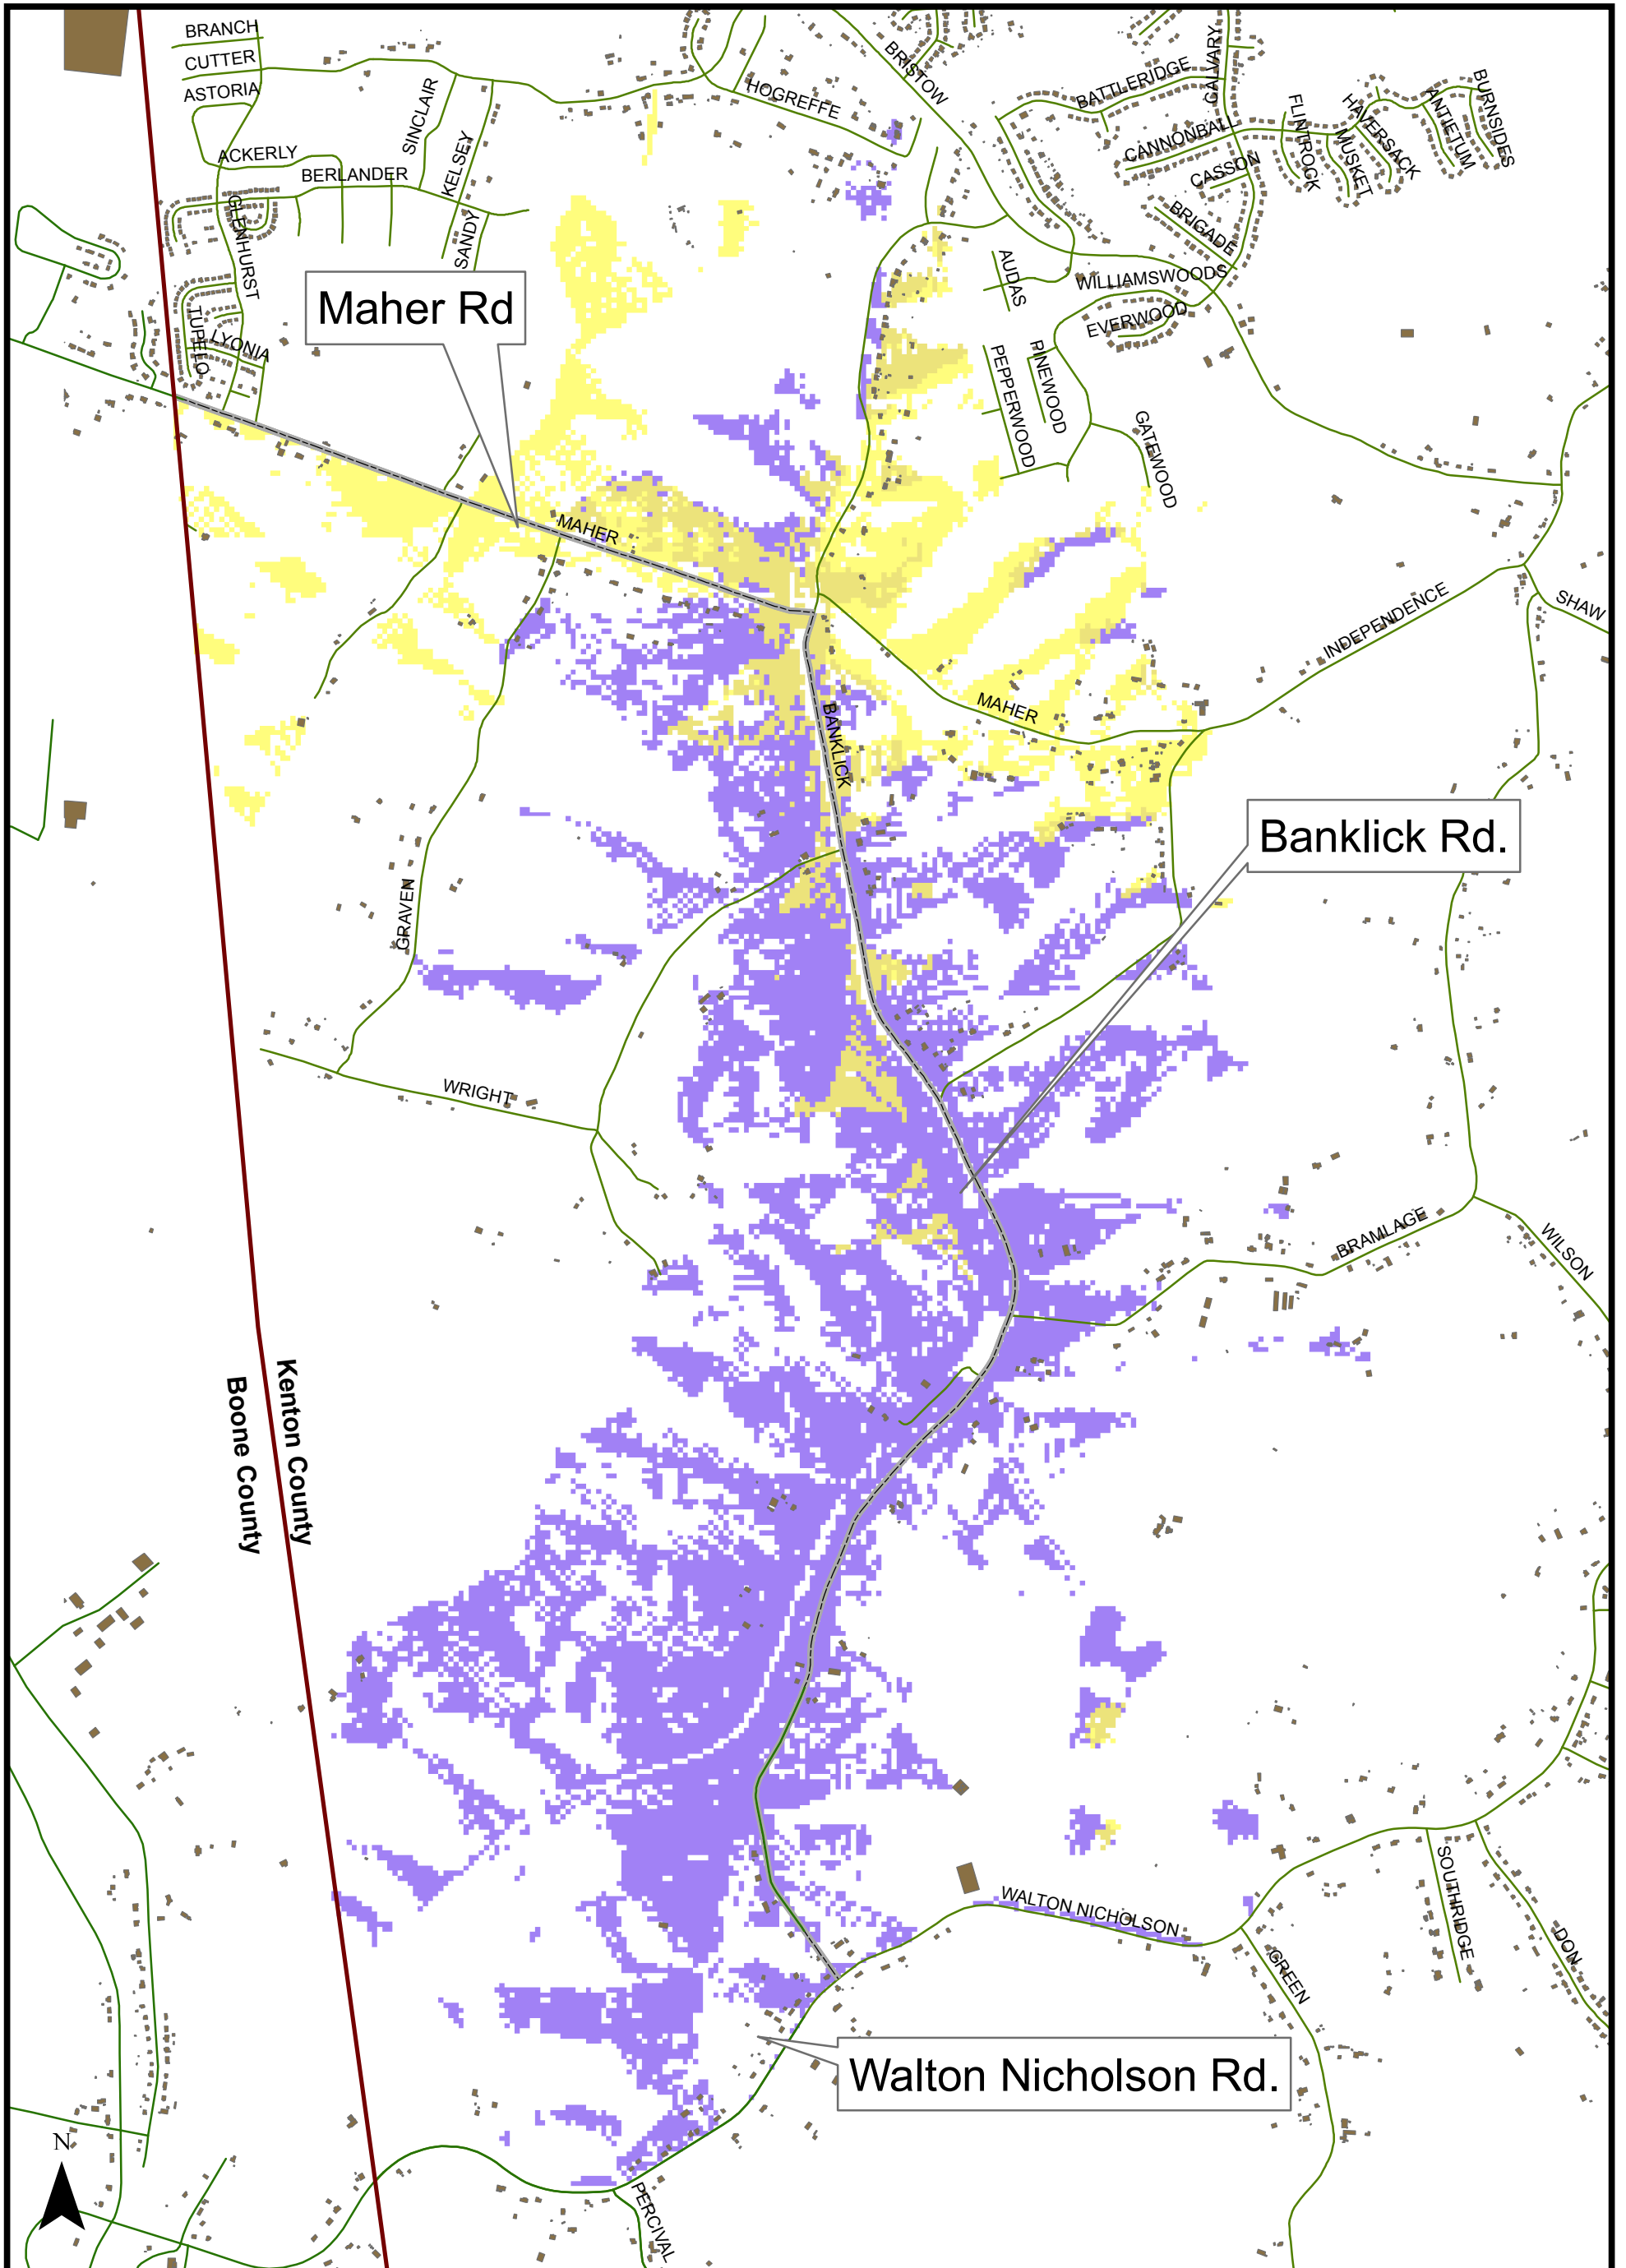 BRANCH
CUTTER
ASTORIA
ACKERLY
BERLANDER
SINCLAIR
KELSEY
SANDY
GLENHURST
TUPELO
LYONIA
HOGREFFE
BRISTOW
BATTLERIDGE
CALVARY
CANNONBALL
CASSON
FLINTROCK
MUSKET
HAVERSACK
ANTIETUM
BURNSIDES
BRIGADE
AUDAS
WILLIAMSWOODS
EVERWOOD
PEPPERWOOD
PINEWOOD
GATEWOOD
Maher Rd
MAHER
INDEPENDENCE
SHAW
MAHER
BANKLICK
Banklick Rd.
GRAVEN
WRIGHT
BRAMLAGE
WILSON
Kenton County
Boone County
WALTON NICHOLSON
SOUTHRIDGE
DON
GREEN
Walton Nicholson Rd.
N
PERCIVAL